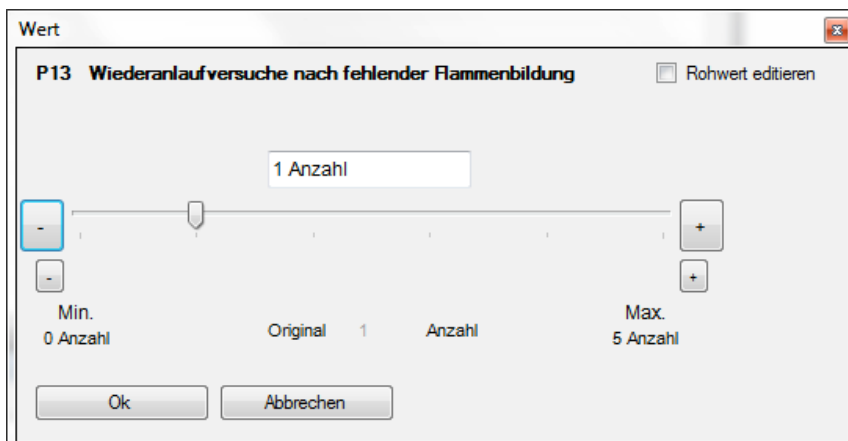 Wert
P13 Wiederanlaufversuche nach fehlender Flammenbildung
Rohwert editieren
1 Anzahl
- +
- +
Min. Max.
0 Anzahl Original 1 Anzahl 5 Anzahl
Ok Abbrechen